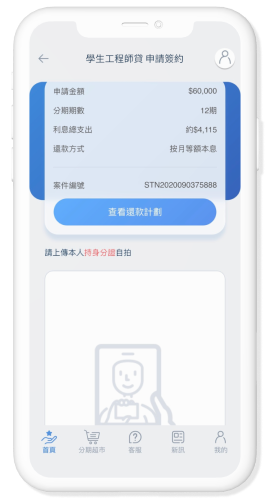 學生工程師貸 申請簽約
申請金額 $60,000
分期期數 12期
利息總支出 約$4,115
還款方式 按月等額本息
案件編號 STN2020090375888
查看還款計劃
請上傳本人持身分證自拍
首頁 分期超市 客服 新訊 我的